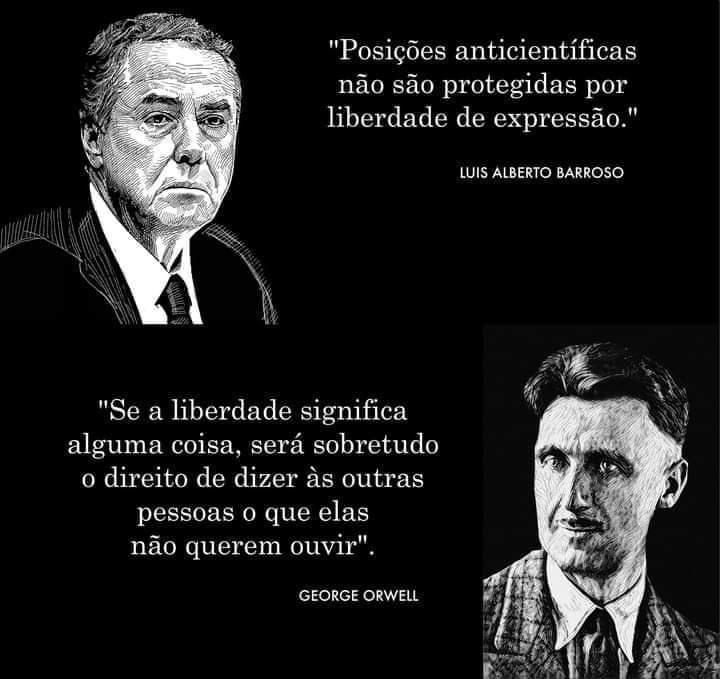 "Posições anticientíficas
não são protegidas por
liberdade de expressão."
LUIS ALBERTO BARROSO
"Se a liberdade significa
alguma coisa, será sobretudo
o direito de dizer às outras
pessoas o que elas
não querem ouvir".
GEORGE ORWELL